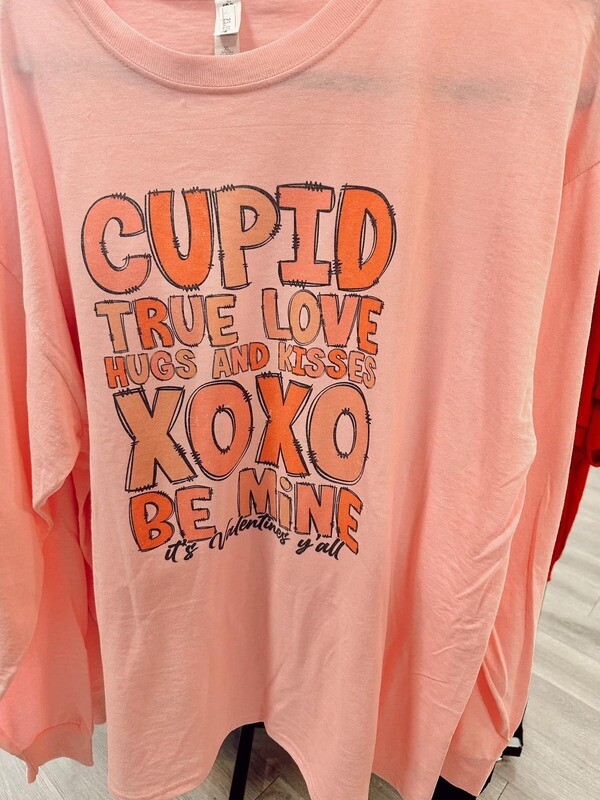 CUPID
TRUE LOVE
HUGS AND KISSES
XOXO
BE MiNE
it's Valentines y'all